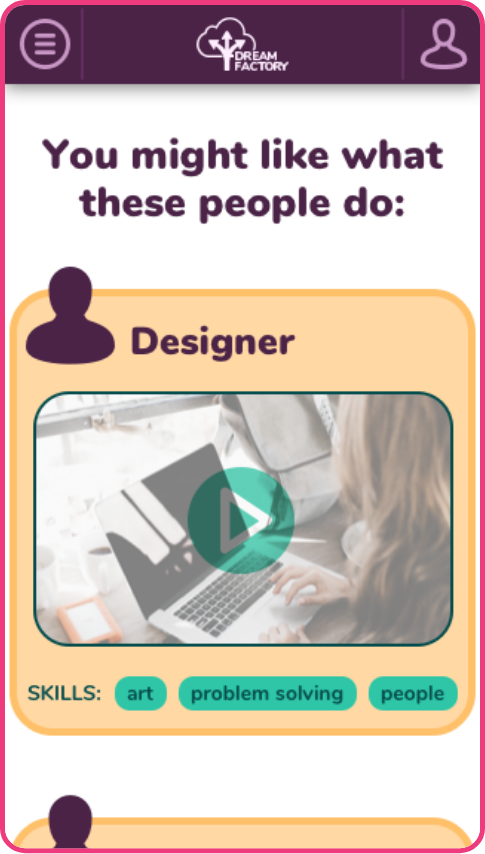 DREAM
FACTORY
You might like what
these people do:
Designer
SKILLS: art problem solving people